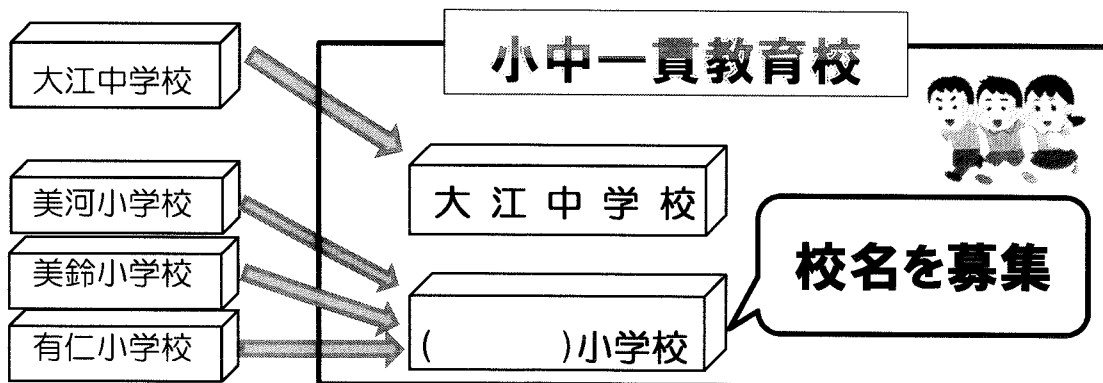 小中一貫教育校
大江中学校
美河小学校
美鈴小学校
有仁小学校
大江中学校
(　　　)小学校
校名を募集